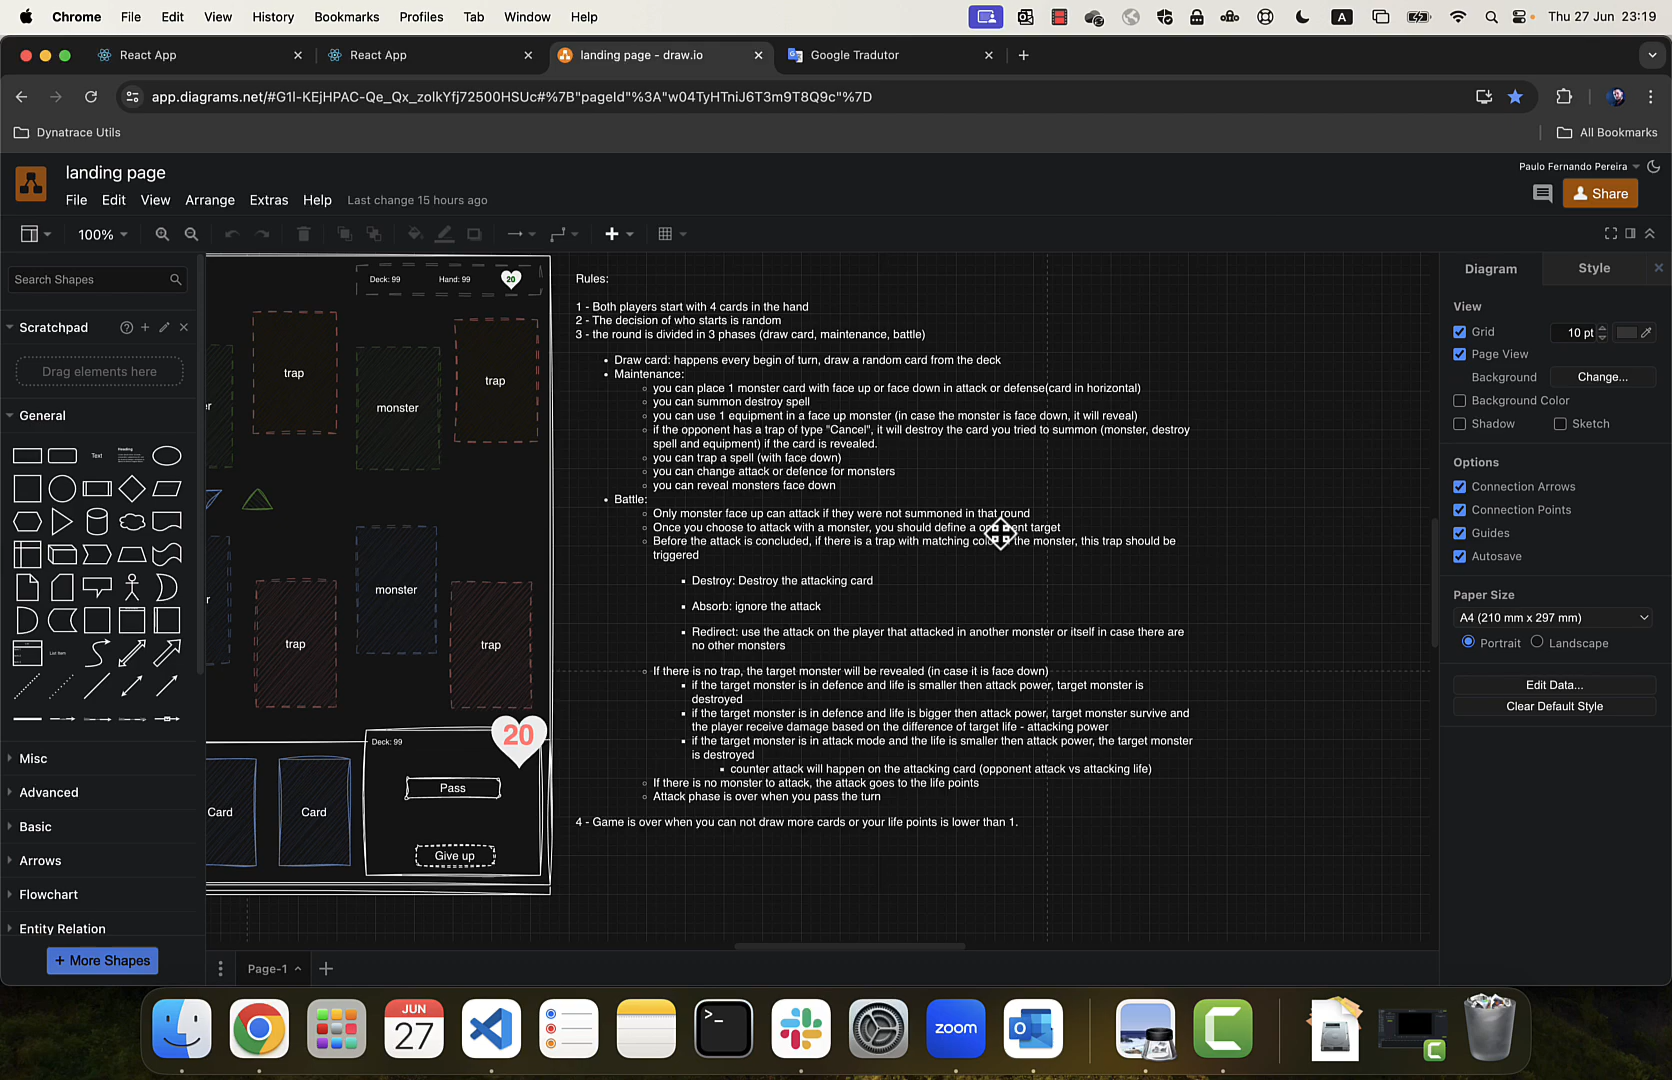 Chrome File Edit View History Bookmarks Profiles Tab Window Help
A
Thu 27 Jun 23:19
React App
React App
landing page - draw.io
Google Tradutor
app.diagrams.net/#G1l-KEjHPAC-Qe_Qx_zolkYfj72500HSUc#%7B"pageId"%3A"w04TyHTniJ6T3m9T8Q9c"%7D
Dynatrace Utils
All Bookmarks
landing page
Paulo Fernando Pereira
File Edit View Arrange Extras Help Last change 15 hours ago
Share
100%
Search Shapes
Scratchpad
Drag elements here
General
Text
Heading
List Item
Misc
Advanced
Basic
Arrows
Flowchart
Entity Relation
+ More Shapes
Deck: 99
Hand: 99
20
trap
monster
trap
r
r
monster
trap
trap
Deck: 99
20
Pass
Give up
Card
Card
Rules:
1 - Both players start with 4 cards in the hand
2 - The decision of who starts is random
3 - the round is divided in 3 phases (draw card, maintenance, battle)
• Draw card: happens every begin of turn, draw a random card from the deck
• Maintenance:
◦ you can place 1 monster card with face up or face down in attack or defense(card in horizontal)
◦ you can summon destroy spell
◦ you can use 1 equipment in a face up monster (in case the monster is face down, it will reveal)
◦ if the opponent has a trap of type "Cancel", it will destroy the card you tried to summon (monster, destroy
spell and equipment) if the card is revealed.
◦ you can trap a spell (with face down)
◦ you can change attack or defence for monsters
◦ you can reveal monsters face down
• Battle:
◦ Only monster face up can attack if they were not summoned in that round
◦ Once you choose to attack with a monster, you should define a opponent target
◦ Before the attack is concluded, if there is a trap with matching the monster, this trap should be
triggered
▪ Destroy: Destroy the attacking card
▪ Absorb: ignore the attack
▪ Redirect: use the attack on the player that attacked in another monster or itself in case there are
no other monsters
◦ If there is no trap, the target monster will be revealed (in case it is face down)
▪ if the target monster is in defence and life is smaller then attack power, target monster is
destroyed
▪ if the target monster is in defence and life is bigger then attack power, target monster survive and
the player receive damage based on the difference of target life - attacking power
▪ if the target monster is in attack mode and the life is smaller then attack power, the target monster
is destroyed
▪ counter attack will happen on the attacking card (opponent attack vs attacking life)
◦ If there is no monster to attack, the attack goes to the life points
◦ Attack phase is over when you pass the turn
4 - Game is over when you can not draw more cards or your life points is lower than 1.
Page-1
Diagram
Style
View
Grid
10 pt
Page View
Background
Change...
Background Color
Shadow
Sketch
Options
Connection Arrows
Connection Points
Guides
Autosave
Paper Size
A4 (210 mm x 297 mm)
Portrait
Landscape
Edit Data...
Clear Default Style
JUN
27
>_
zoom
O
C
C